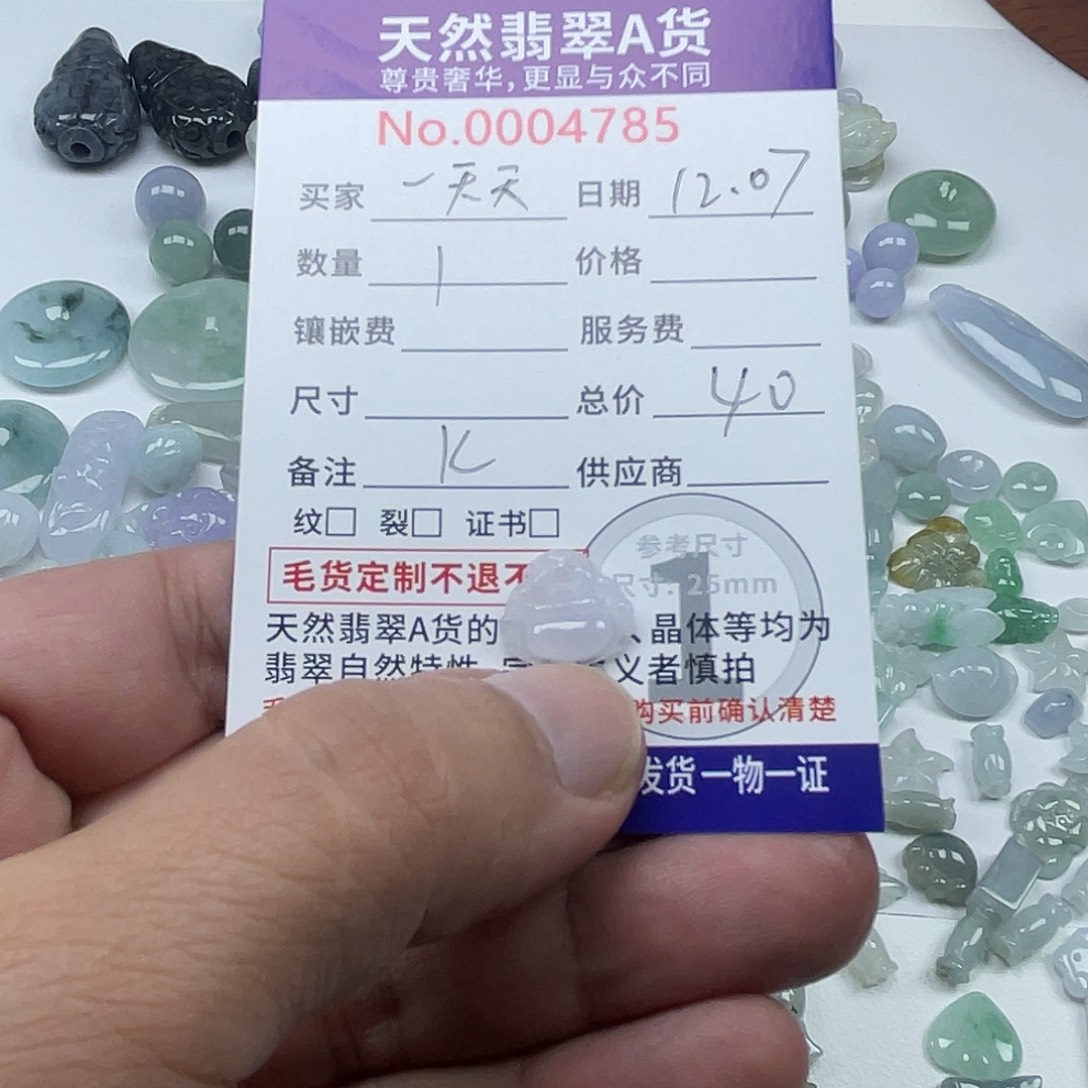 天然翡翠A货
尊贵奢华,更显与众不同
No.0004785
买家 一天天 日期 12.07
数量 1 价格
镶嵌费 服务费
尺寸 总价 40
备注 K 供应商
纹□ 裂□ 证书□
参考尺寸
尺寸: 25mm
1
毛货定制不退不
天然翡翠A货的 、晶体等均为
翡翠自然特性 义者慎拍
购买前确认清楚
发货一物一证